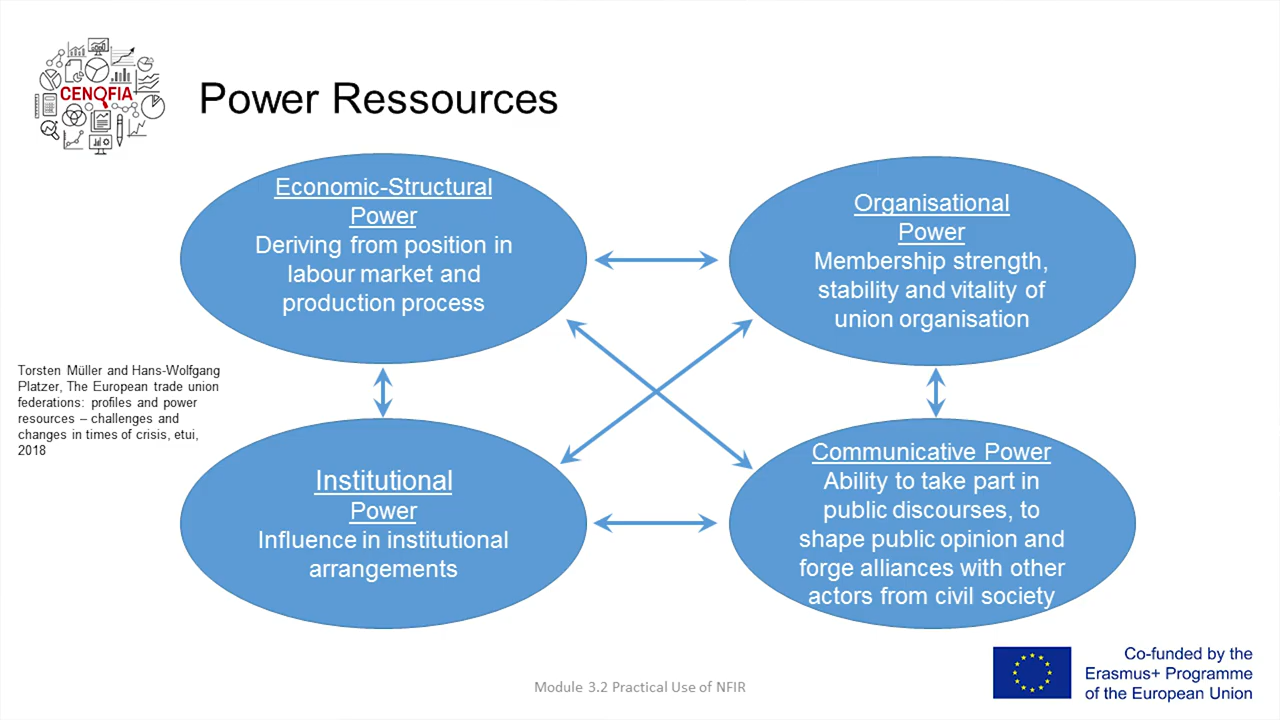 CENQFIA
Power Ressources
Economic-Structural
Power
Deriving from position in
labour market and
production process
Organisational
Power
Membership strength,
stability and vitality of
union organisation
Torsten Müller and Hans-Wolfgang
Platzer, The European trade union
federations: profiles and power
resources – challenges and
changes in times of crisis, etui,
2018
Institutional
Power
Influence in institutional
arrangements
Communicative Power
Ability to take part in
public discourses, to
shape public opinion and
forge alliances with other
actors from civil society
Module 3.2 Practical Use of NFIR
Co-funded by the
Erasmus+ Programme
of the European Union